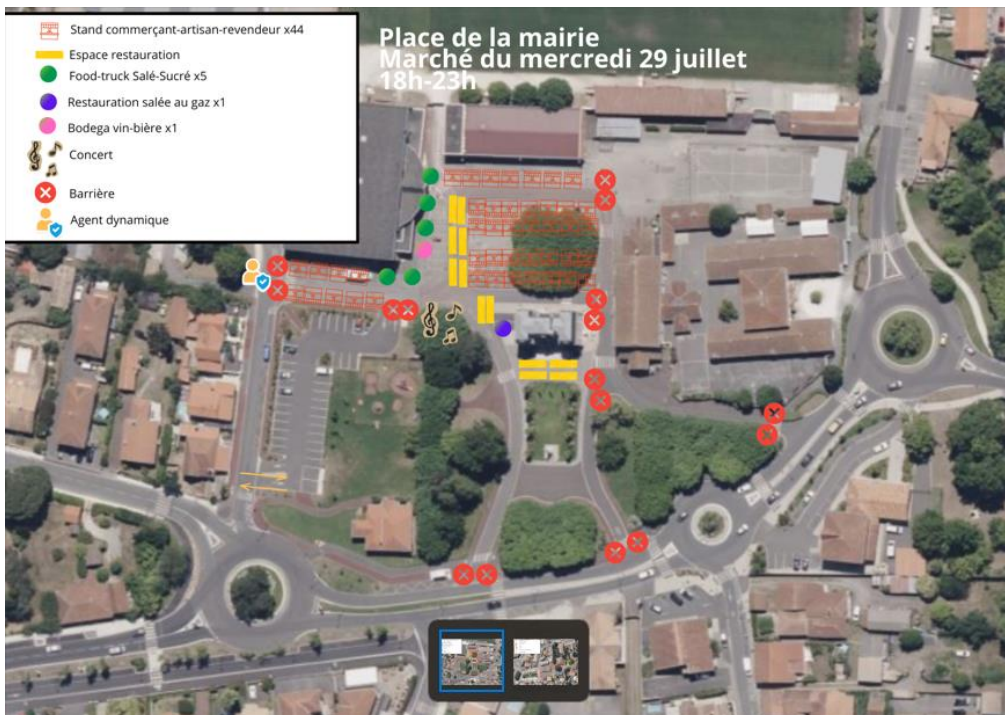 Stand commerçant-artisan-revendeur x44
Espace restauration
Food-truck Salé-Sucré x5
Restauration salée au gaz x1
Bodega vin-bière x1
Concert
Barrière
Agent dynamique
Place de la mairie
Marché du mercredi 29 juillet
18h-23h